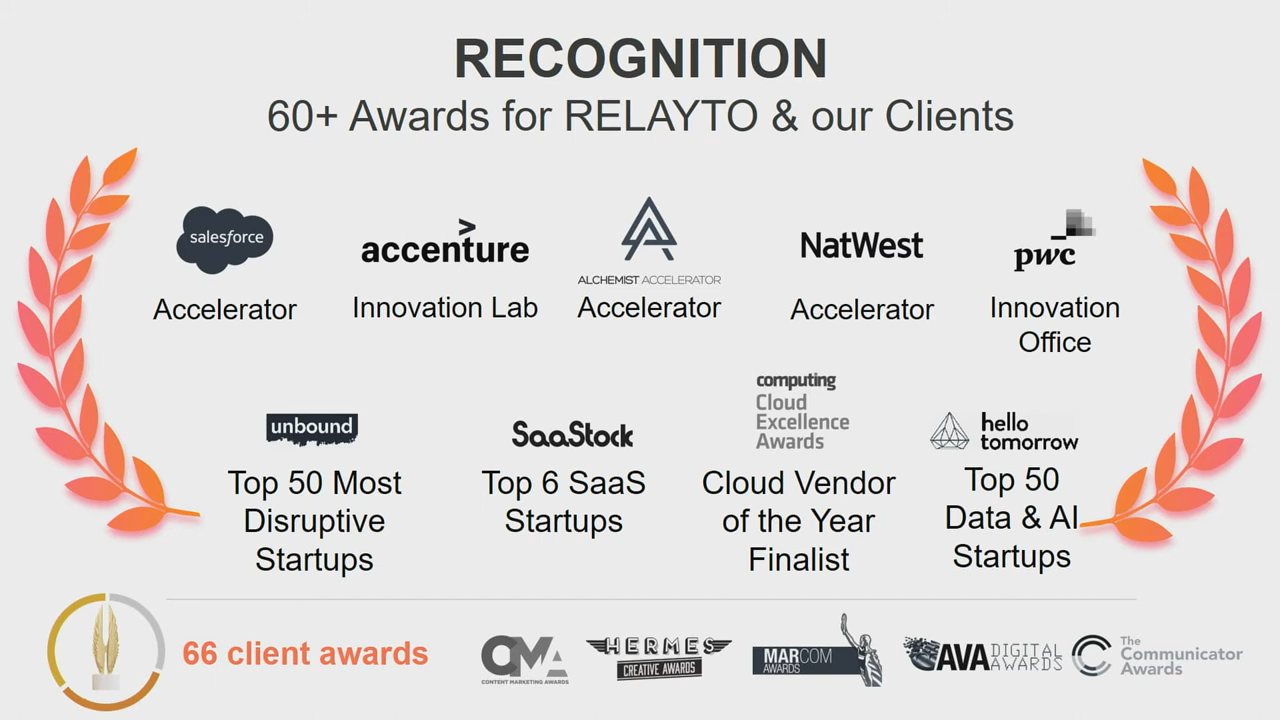 RECOGNITION
60+ Awards for RELAYTO & our Clients
salesforce
accenture
ALCHEMIST ACCELERATOR
NatWest
pwc
Accelerator
Innovation Lab
Accelerator
Accelerator
Innovation
Office
unbound
SaaStock
computing
Cloud
Excellence
Awards
hello
tomorrow
Top 50 Most
Disruptive
Startups
Top 6 SaaS
Startups
Cloud Vendor
of the Year
Finalist
Top 50
Data & AI
Startups
66 client awards
CMA
CONTENT MARKETING AWARDS
HERMES
CREATIVE AWARDS
MARCOM
AWARDS
AVA DIGITAL
AWARDS
The
Communicator
Awards